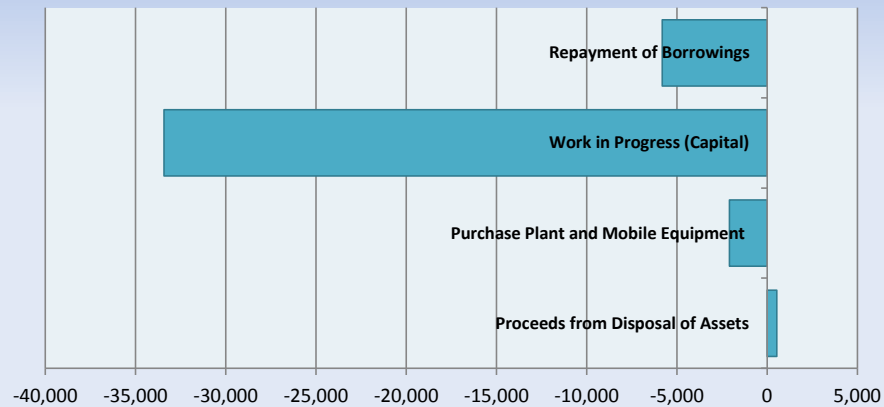 Repayment of Borrowings
Work in Progress (Capital)
Purchase Plant and Mobile Equipment
Proceeds from Disposal of Assets
-40,000 -35,000 -30,000 -25,000 -20,000 -15,000 -10,000 -5,000 0 5,000